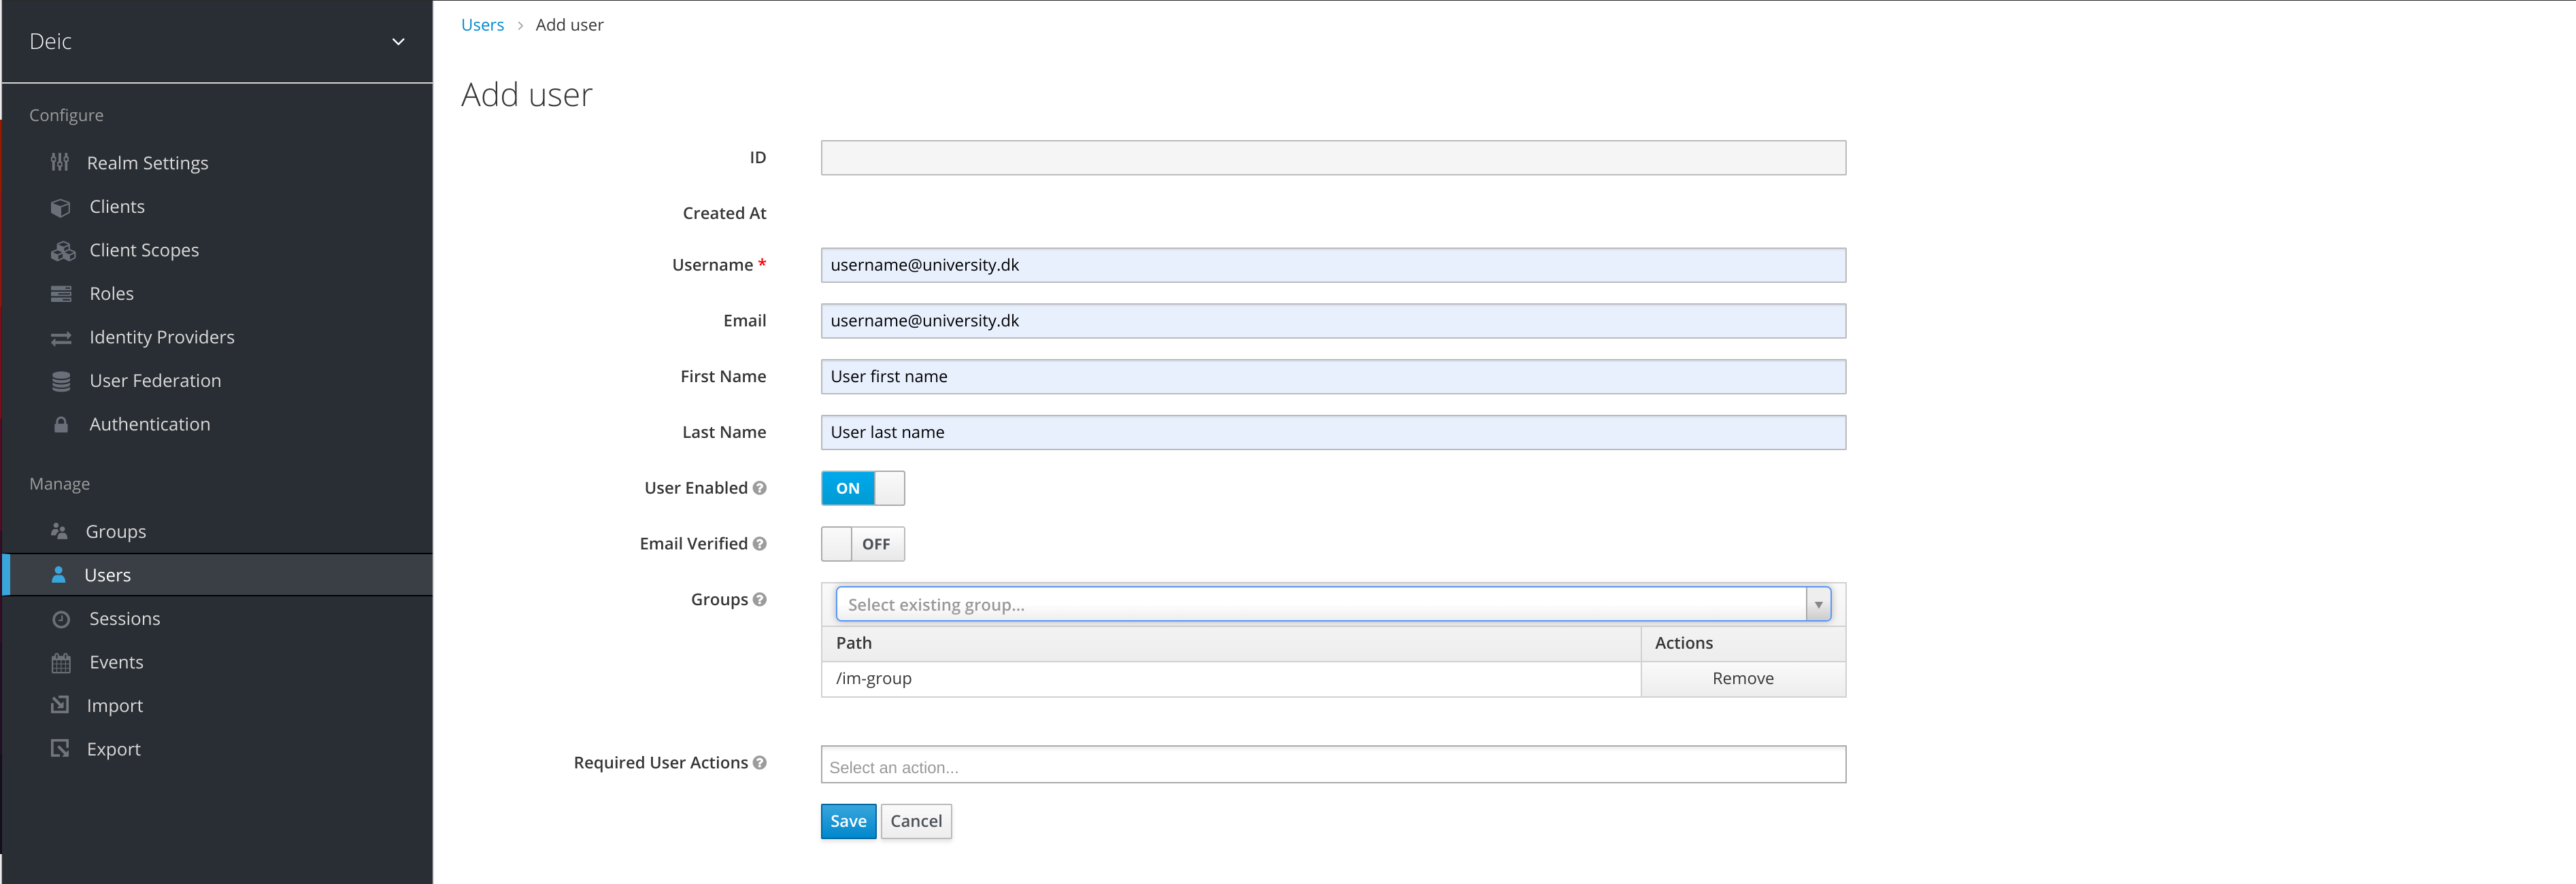 Deic
Configure
Realm Settings
Clients
Client Scopes
Roles
Identity Providers
User Federation
Authentication
Manage
Groups
Users
Sessions
Events
Import
Export
Users > Add user
Add user
ID
Created At
Username * username@university.dk
Email username@university.dk
First Name User first name
Last Name User last name
User Enabled ? ON
Email Verified ? OFF
Groups ? Select existing group...
Path Actions
/im-group Remove
Required User Actions ? Select an action...
Save Cancel